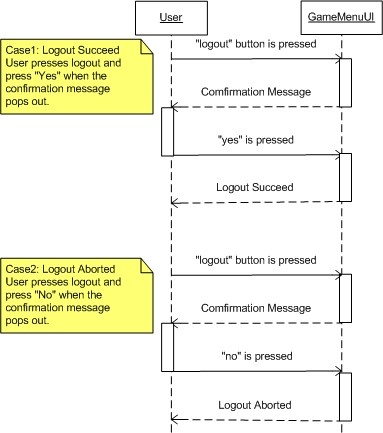 User
GameMenuUI
Case1: Logout Succeed
User presses logout and
press "Yes" when the
confirmation message
pops out.
"logout" button is pressed
Comfirmation Message
"yes" is pressed
Logout Succeed
Case2: Logout Aborted
User presses logout and
press "No" when the
confirmation message
pops out.
"logout" button is pressed
Comfirmation Message
"no" is pressed
Logout Aborted